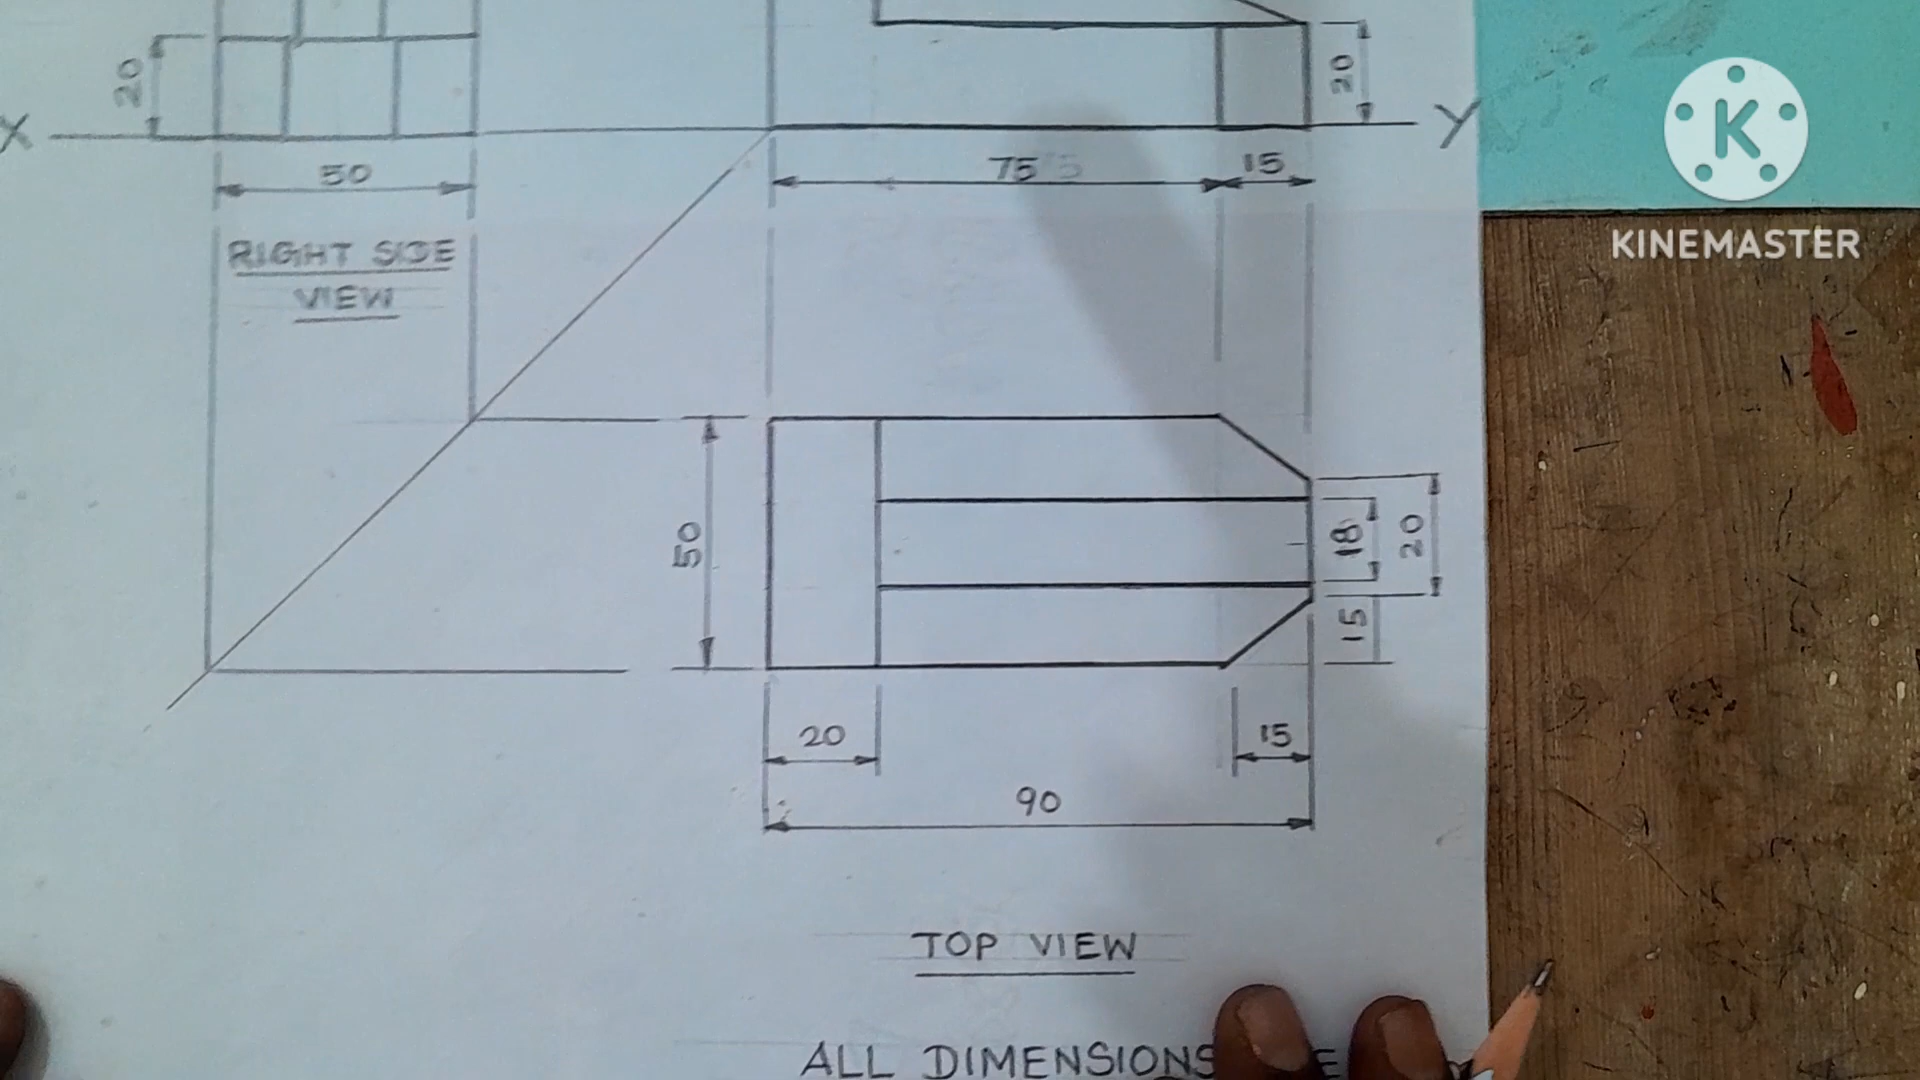 20
20
X
Y
50
75
15
RIGHT SIDE
VIEW
K
KINEMASTER
50
18
20
15
20
15
90
TOP VIEW
ALL DIMENSIONS